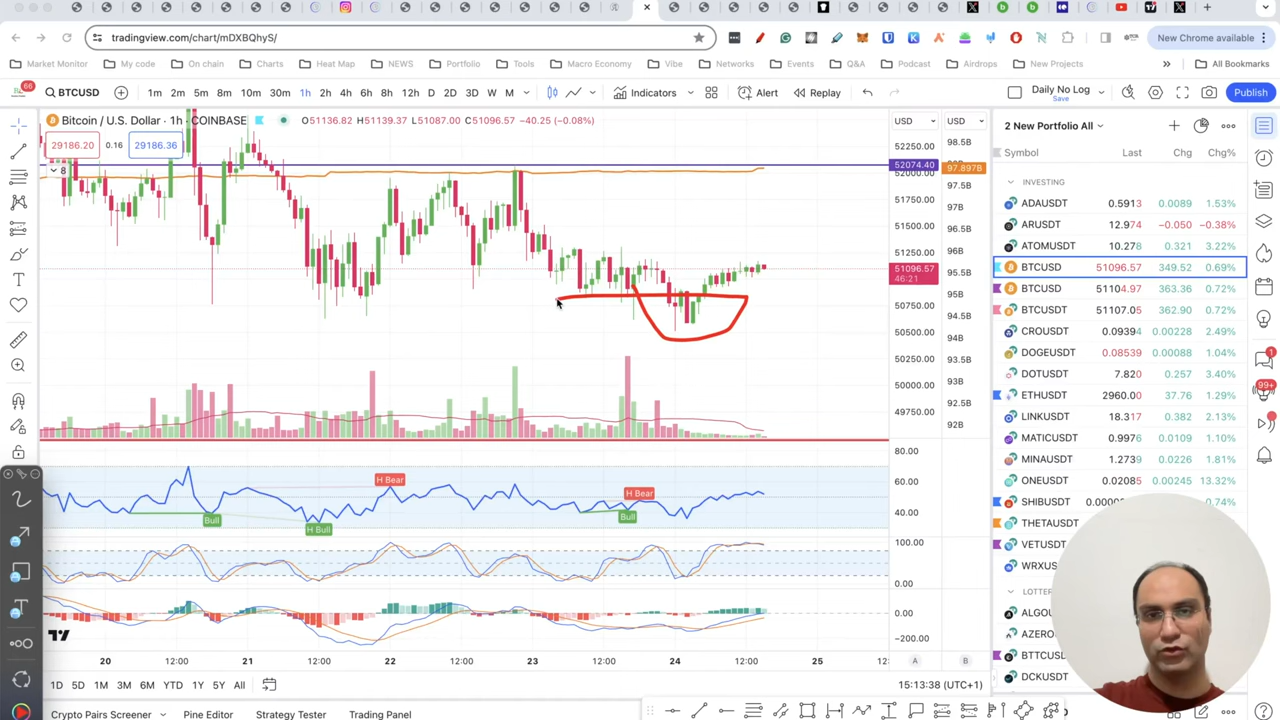 tradingview.com/chart/mDXBQhyS/
New Chrome available
Market Monitor My code On chain Charts Heat Map NEWS Portfolio Tools Macro Economy Vibe Networks Events Q&A Podcast Airdrops New Projects » All Bookmarks
66
BTCUSD 1m 2m 5m 8m 10m 30m 1h 2h 4h 6h 8h 12h D 2D 3D W M Indicators Alert Replay Daily No Log Save Publish
Bitcoin / U.S. Dollar · 1h · COINBASE O51136.82 H51139.37 L51087.00 C51096.57 −40.25 (−0.08%)
29186.20 0.16 29186.36
8
USD USD
52250.00 98.5B
52074.40
52000.00 97.897B
51750.00 97.5B
97B
51500.00
96.5B
51250.00 96B
51096.57 95.5B
46:21
95B
50750.00
94.5B
50500.00
94B
50250.00 93.5B
50000.00 93B
92.5B
49750.00
92B
80.00
60.00
40.00
H Bear
H Bear
Bull
H Bull
Bull
100.00
0.00
0.00
−200.00
20 12:00 21 12:00 22 12:00 23 12:00 24 12:00 25 12: A B
1D 5D 1M 3M 6M YTD 1Y 5Y All 15:13:38 (UTC+1)
Crypto Pairs Screener Pine Editor Strategy Tester Trading Panel
2 New Portfolio All
Symbol Last Chg Chg%
INVESTING
ADAUSDT 0.5913 0.0089 1.53%
ARUSDT 12.974 −0.050 −0.38%
ATOMUSDT 10.278 0.321 3.22%
BTCUSD 51096.57 349.52 0.69%
BTCUSD 51104.97 363.36 0.72%
BTCUSDT 51107.05 362.90 0.72%
CROUSDT 0.09394 0.00228 2.49%
DOGEUSDT 0.08539 0.00088 1.04%
DOTUSDT 7.820 0.257 3.40%
ETHUSDT 2960.00 37.76 1.29%
LINKUSDT 18.317 0.382 2.13%
MATICUSDT 0.9976 0.0109 1.10%
MINAUSDT 1.2739 0.0226 1.81%
ONEUSDT 0.02085 0.00245 13.32%
SHIBUSDT 0.74%
THETAUSDT
VETUSDT
WRXUSD
LOTTER
ALGOU
AZERO
BTTCUSD
DCKUSDT
1
99+